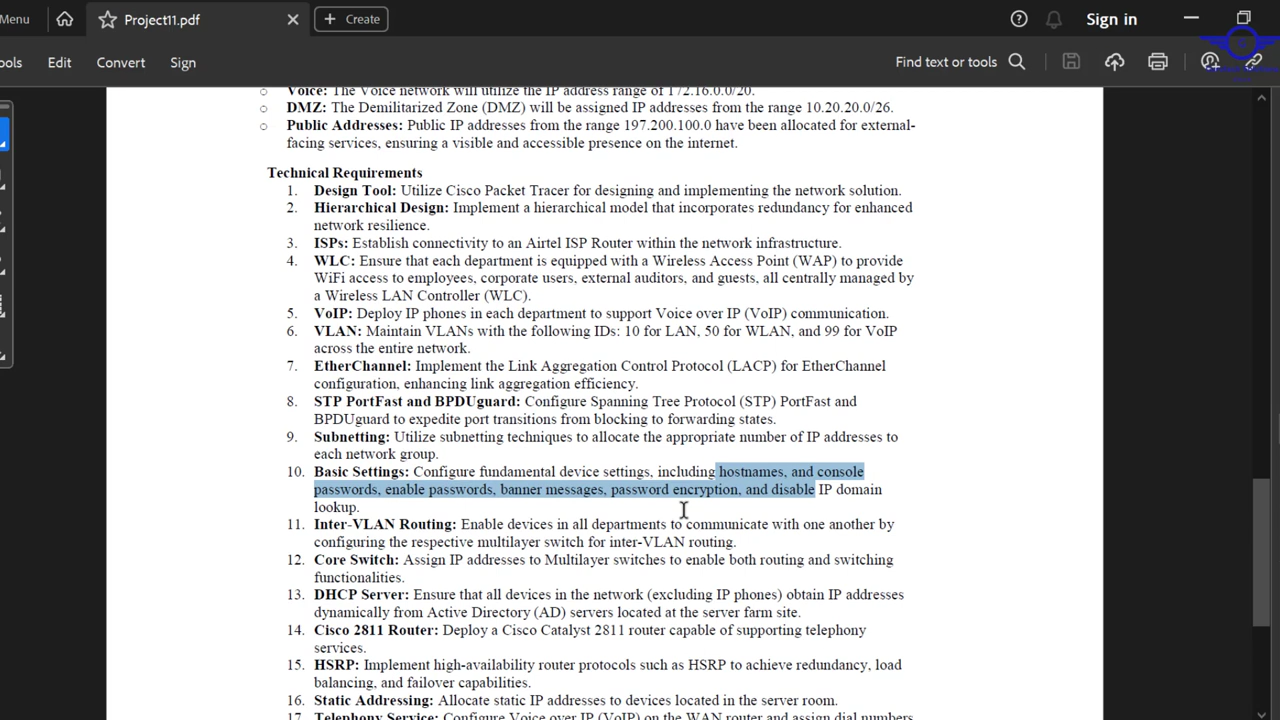 Menu
Project11.pdf
Create
Sign in
ools
Edit
Convert
Sign
Find text or tools
Voice: The Voice network will utilize the IP address range of 172.16.0.0/20.
DMZ: The Demilitarized Zone (DMZ) will be assigned IP addresses from the range 10.20.20.0/26.
Public Addresses: Public IP addresses from the range 197.200.100.0 have been allocated for external-
facing services, ensuring a visible and accessible presence on the internet.
Technical Requirements
1. Design Tool: Utilize Cisco Packet Tracer for designing and implementing the network solution.
2. Hierarchical Design: Implement a hierarchical model that incorporates redundancy for enhanced
network resilience.
3. ISPs: Establish connectivity to an Airtel ISP Router within the network infrastructure.
4. WLC: Ensure that each department is equipped with a Wireless Access Point (WAP) to provide
WiFi access to employees, corporate users, external auditors, and guests, all centrally managed by
a Wireless LAN Controller (WLC).
5. VoIP: Deploy IP phones in each department to support Voice over IP (VoIP) communication.
6. VLAN: Maintain VLANs with the following IDs: 10 for LAN, 50 for WLAN, and 99 for VoIP
across the entire network.
7. EtherChannel: Implement the Link Aggregation Control Protocol (LACP) for EtherChannel
configuration, enhancing link aggregation efficiency.
8. STP PortFast and BPDUguard: Configure Spanning Tree Protocol (STP) PortFast and
BPDUguard to expedite port transitions from blocking to forwarding states.
9. Subnetting: Utilize subnetting techniques to allocate the appropriate number of IP addresses to
each network group.
10. Basic Settings: Configure fundamental device settings, including hostnames, and console
passwords, enable passwords, banner messages, password encryption, and disable IP domain
lookup.
11. Inter-VLAN Routing: Enable devices in all departments to communicate with one another by
configuring the respective multilayer switch for inter-VLAN routing.
12. Core Switch: Assign IP addresses to Multilayer switches to enable both routing and switching
functionalities.
13. DHCP Server: Ensure that all devices in the network (excluding IP phones) obtain IP addresses
dynamically from Active Directory (AD) servers located at the server farm site.
14. Cisco 2811 Router: Deploy a Cisco Catalyst 2811 router capable of supporting telephony
services.
15. HSRP: Implement high-availability router protocols such as HSRP to achieve redundancy, load
balancing, and failover capabilities.
16. Static Addressing: Allocate static IP addresses to devices located in the server room.
17. Telephony Service: Configure Voice over IP (VoIP) on the WAN router and assign dial numbers